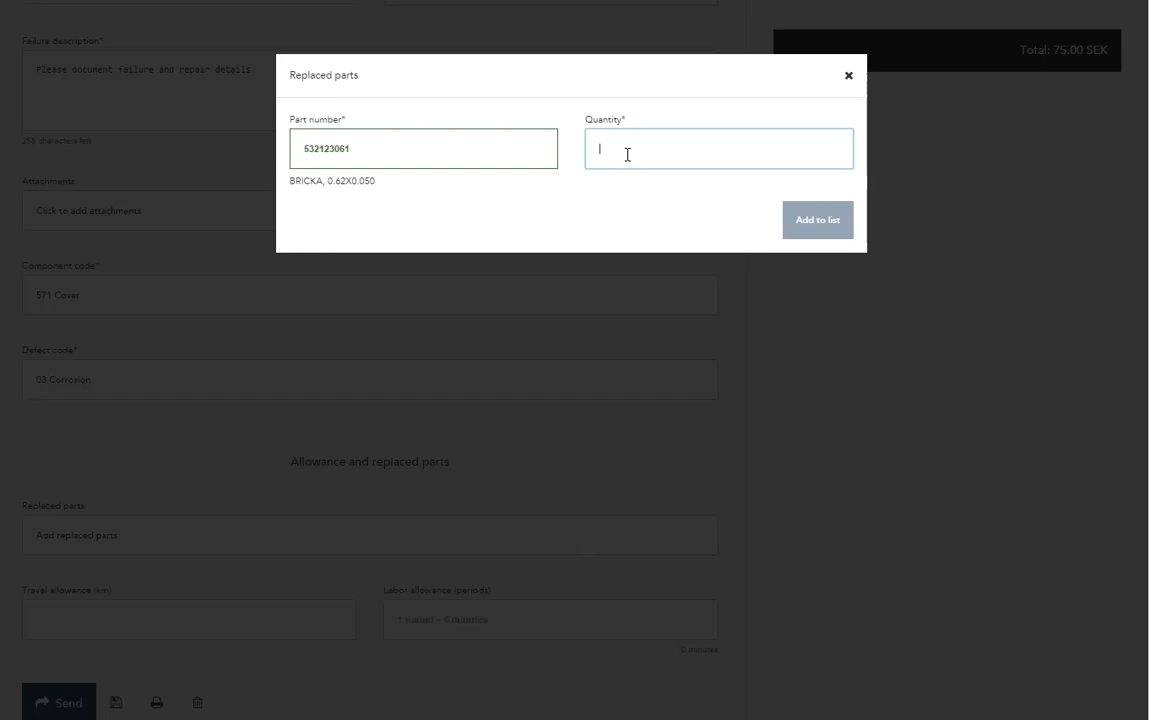 Failure description*
Please document failure and repair details
258 characters left
Total: 75.00 SEK
Replaced parts
Part number*
Quantity*
532123061
BRICKA, 0.62X0.050
Add to list
Attachments
Click to add attachments
Component code*
571 Cover
Defect code*
03 Corrosion
Allowance and replaced parts
Replaced parts
Add replaced parts
Travel allowance (km)
Labor allowance (periods)
1 period = 6 minutes
0 minutes
Send